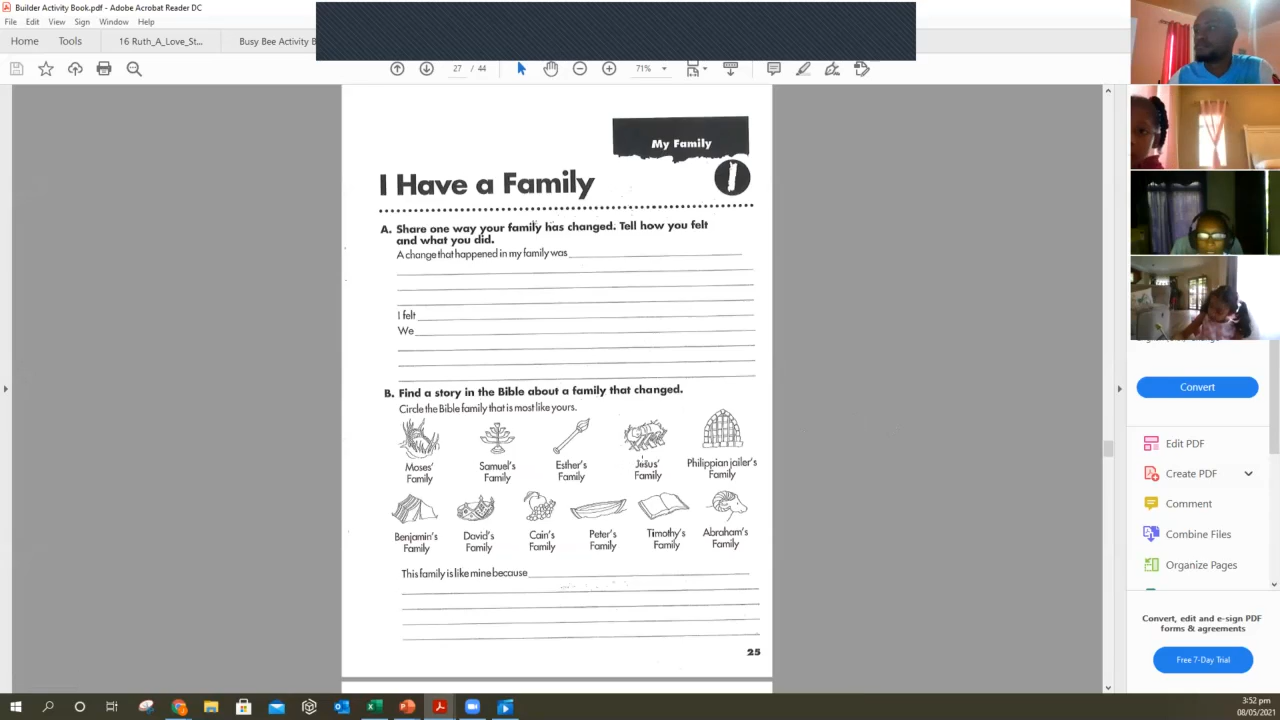 Builder Activity Book.pdf - Adobe Acrobat Reader DC
File Edit View Sign Window Help
Home Tools 16 Ruth_A_Love_St... Busy Bee Activity B
27 / 44 71%
My Family
I Have a Family
A. Share one way your family has changed. Tell how you felt
and what you did.
A change that happened in my family was
I felt
We
B. Find a story in the Bible about a family that changed.
Circle the Bible family that is most like yours.
Moses' Family
Samuel's Family
Esther's Family
Jesus' Family
Philippian jailer's Family
Benjamin's Family
David's Family
Cain's Family
Peter's Family
Timothy's Family
Abraham's Family
This family is like mine because
25
Convert
Edit PDF
Create PDF
Comment
Combine Files
Organize Pages
Convert, edit and e-sign PDF
forms & agreements
Free 7-Day Trial
3:52 pm
08/05/2021